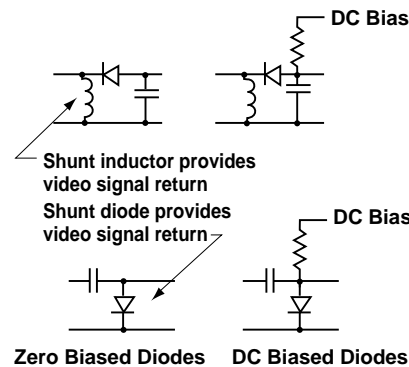 DC Bias
Shunt inductor provides
video signal return
Shunt diode provides
video signal return
DC Bias
Zero Biased Diodes
DC Biased Diodes